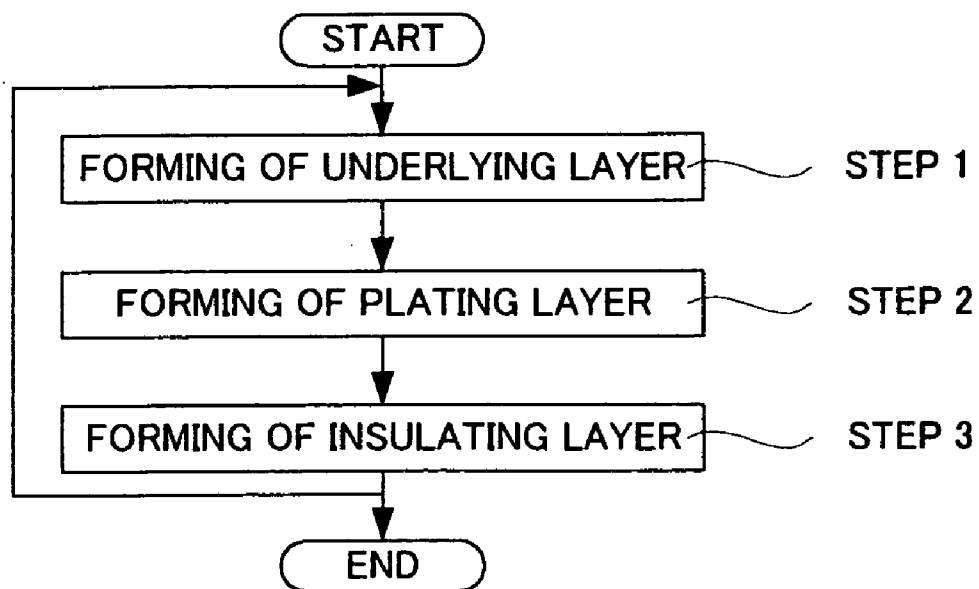 START
FORMING OF UNDERLYING LAYER STEP 1
FORMING OF PLATING LAYER STEP 2
FORMING OF INSULATING LAYER STEP 3
END